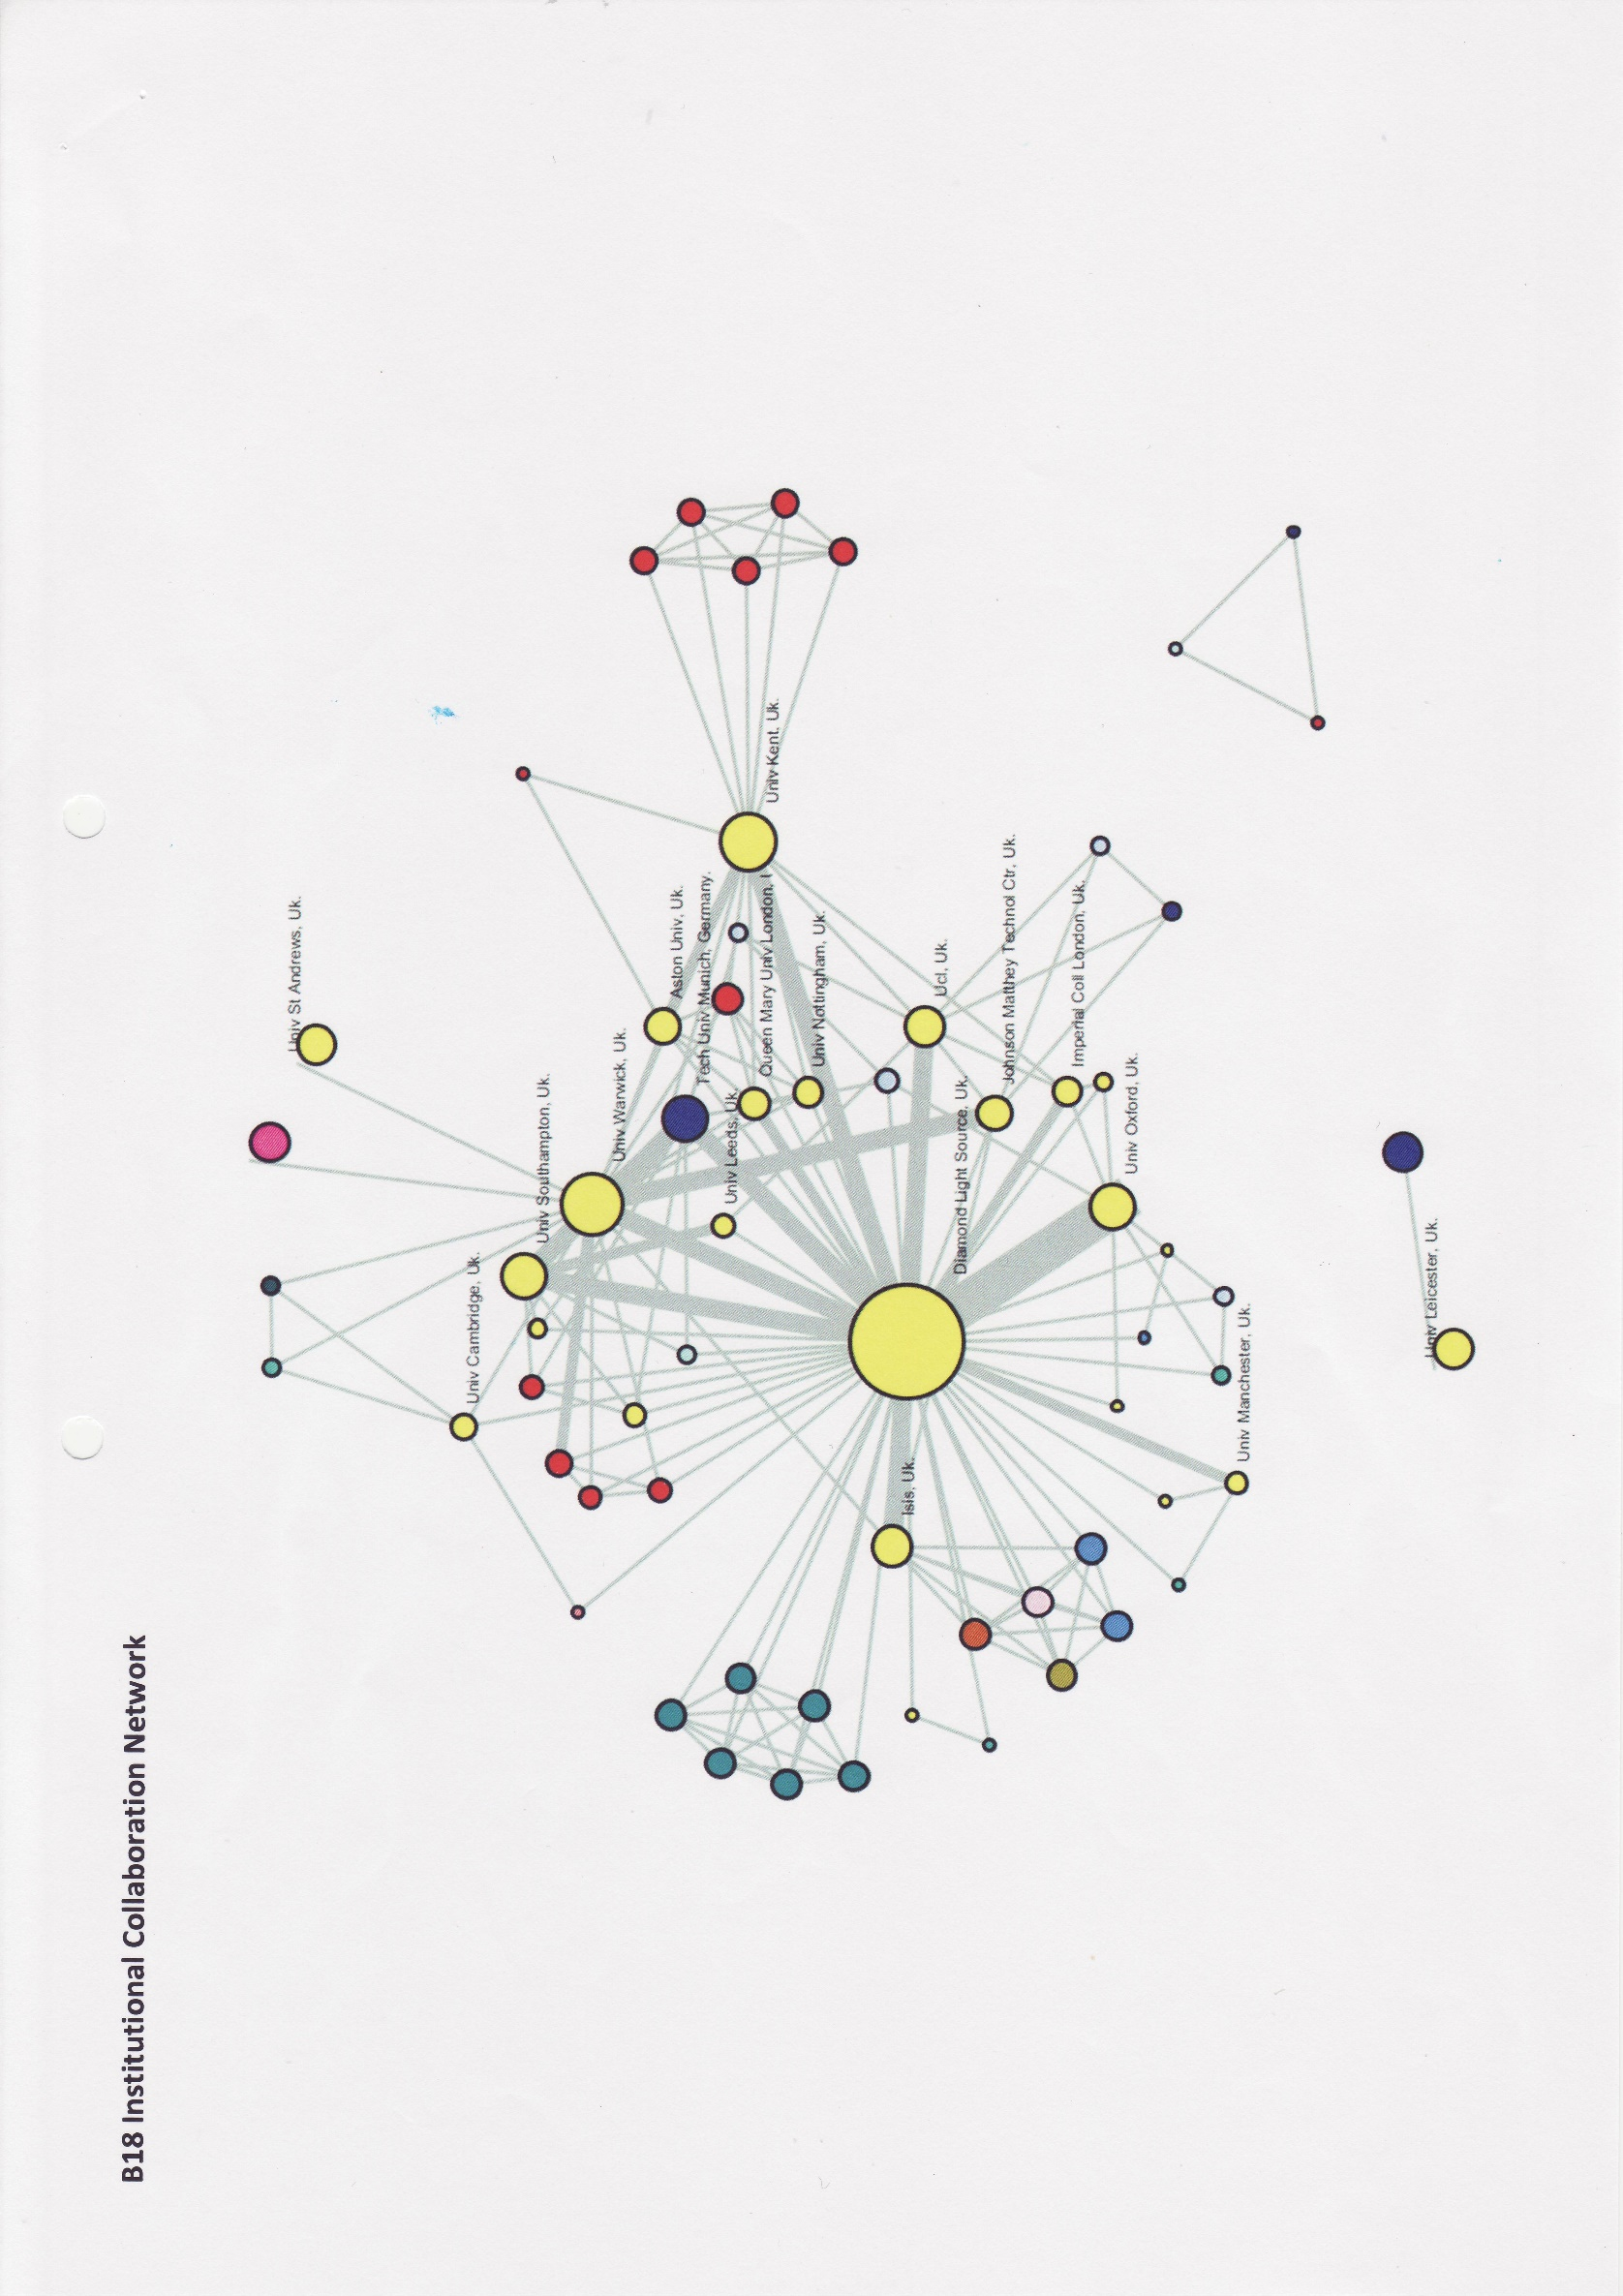 B18 Institutional Collaboration Network
Univ St Andrews, Uk.
Univ Cambridge, Uk.
Univ Southampton, Uk.
Univ Warwick, Uk.
Aston Univ, Uk.
Tech Univ Munich, Germany.
Univ Leeds, Uk.
Queen Mary Univ London,
Univ Kent, Uk.
Univ Nottingham, Uk.
Isis, Uk.
Ucl, Uk.
Diamond Light Source, Uk.
Johnson Matthey Technol Ctr, Uk.
Imperial Coll London, Uk.
Univ Oxford, Uk.
Univ Manchester, Uk.
Univ Leicester, Uk.